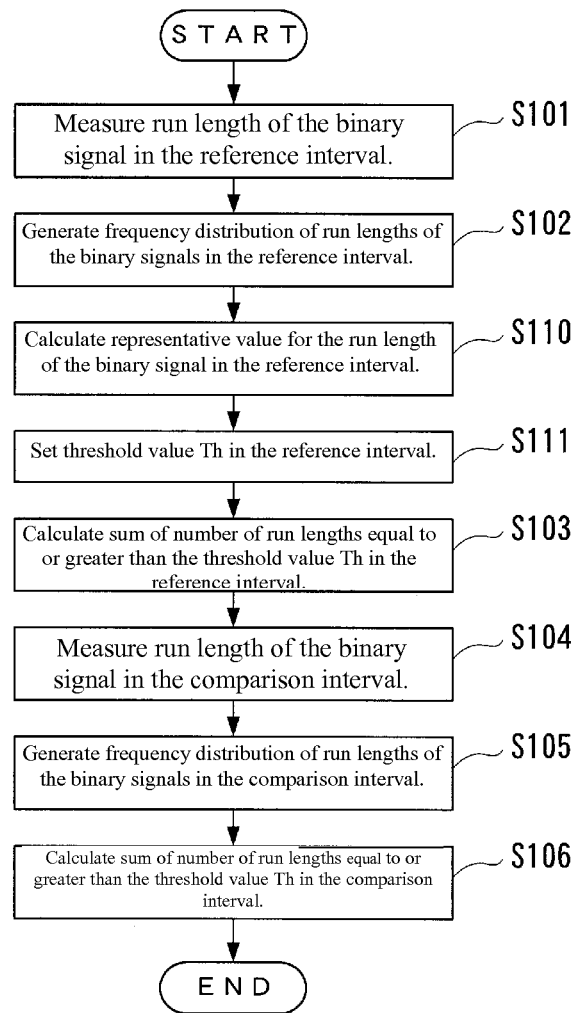 START
Measure run length of the binary
signal in the reference interval.
S101
Generate frequency distribution of run lengths of
the binary signals in the reference interval.
S102
Calculate representative value for the run length
of the binary signal in the reference interval.
S110
Set threshold value Th in the reference interval.
S111
Calculate sum of number of run lengths equal to
or greater than the threshold value Th in the
reference interval.
S103
Measure run length of the binary
signal in the comparison interval.
S104
Generate frequency distribution of run lengths of
the binary signals in the comparison interval.
S105
Calculate sum of number of run lengths equal to or
greater than the threshold value Th in the comparison
interval.
S106
END